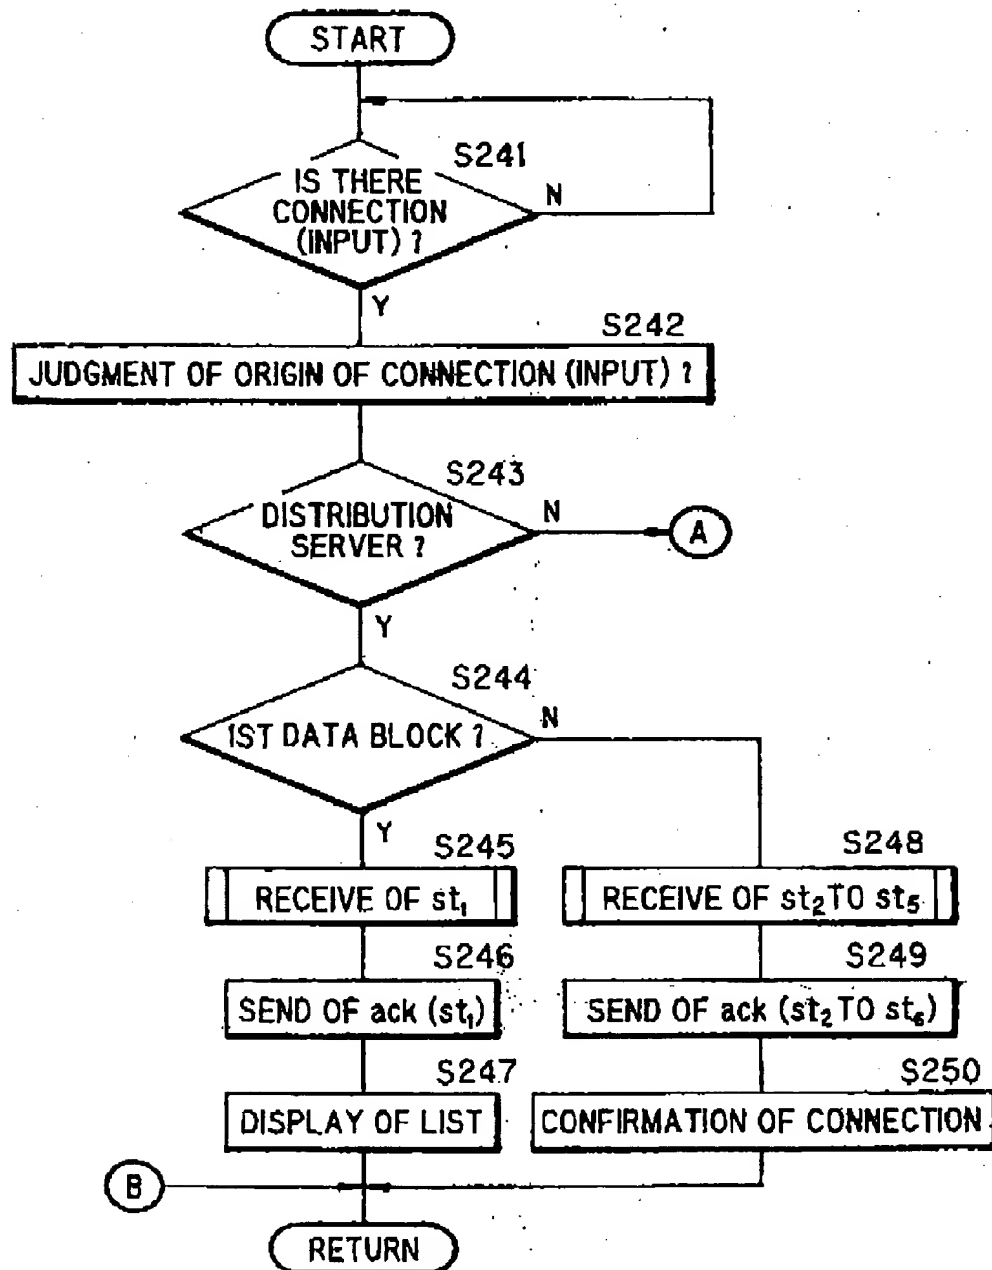 START
S241
IS THERE
CONNECTION
(INPUT) ?
N
Y
S242
JUDGMENT OF ORIGIN OF CONNECTION (INPUT) ?
S243
DISTRIBUTION
SERVER ?
N
A
Y
S244
1ST DATA BLOCK ?
N
Y
S245
RECEIVE OF st₁
S248
RECEIVE OF st₂ TO st₅
S246
SEND OF ack (st₁)
S249
SEND OF ack (st₂ TO st₆)
S247
DISPLAY OF LIST
S250
CONFIRMATION OF CONNECTION
B
RETURN